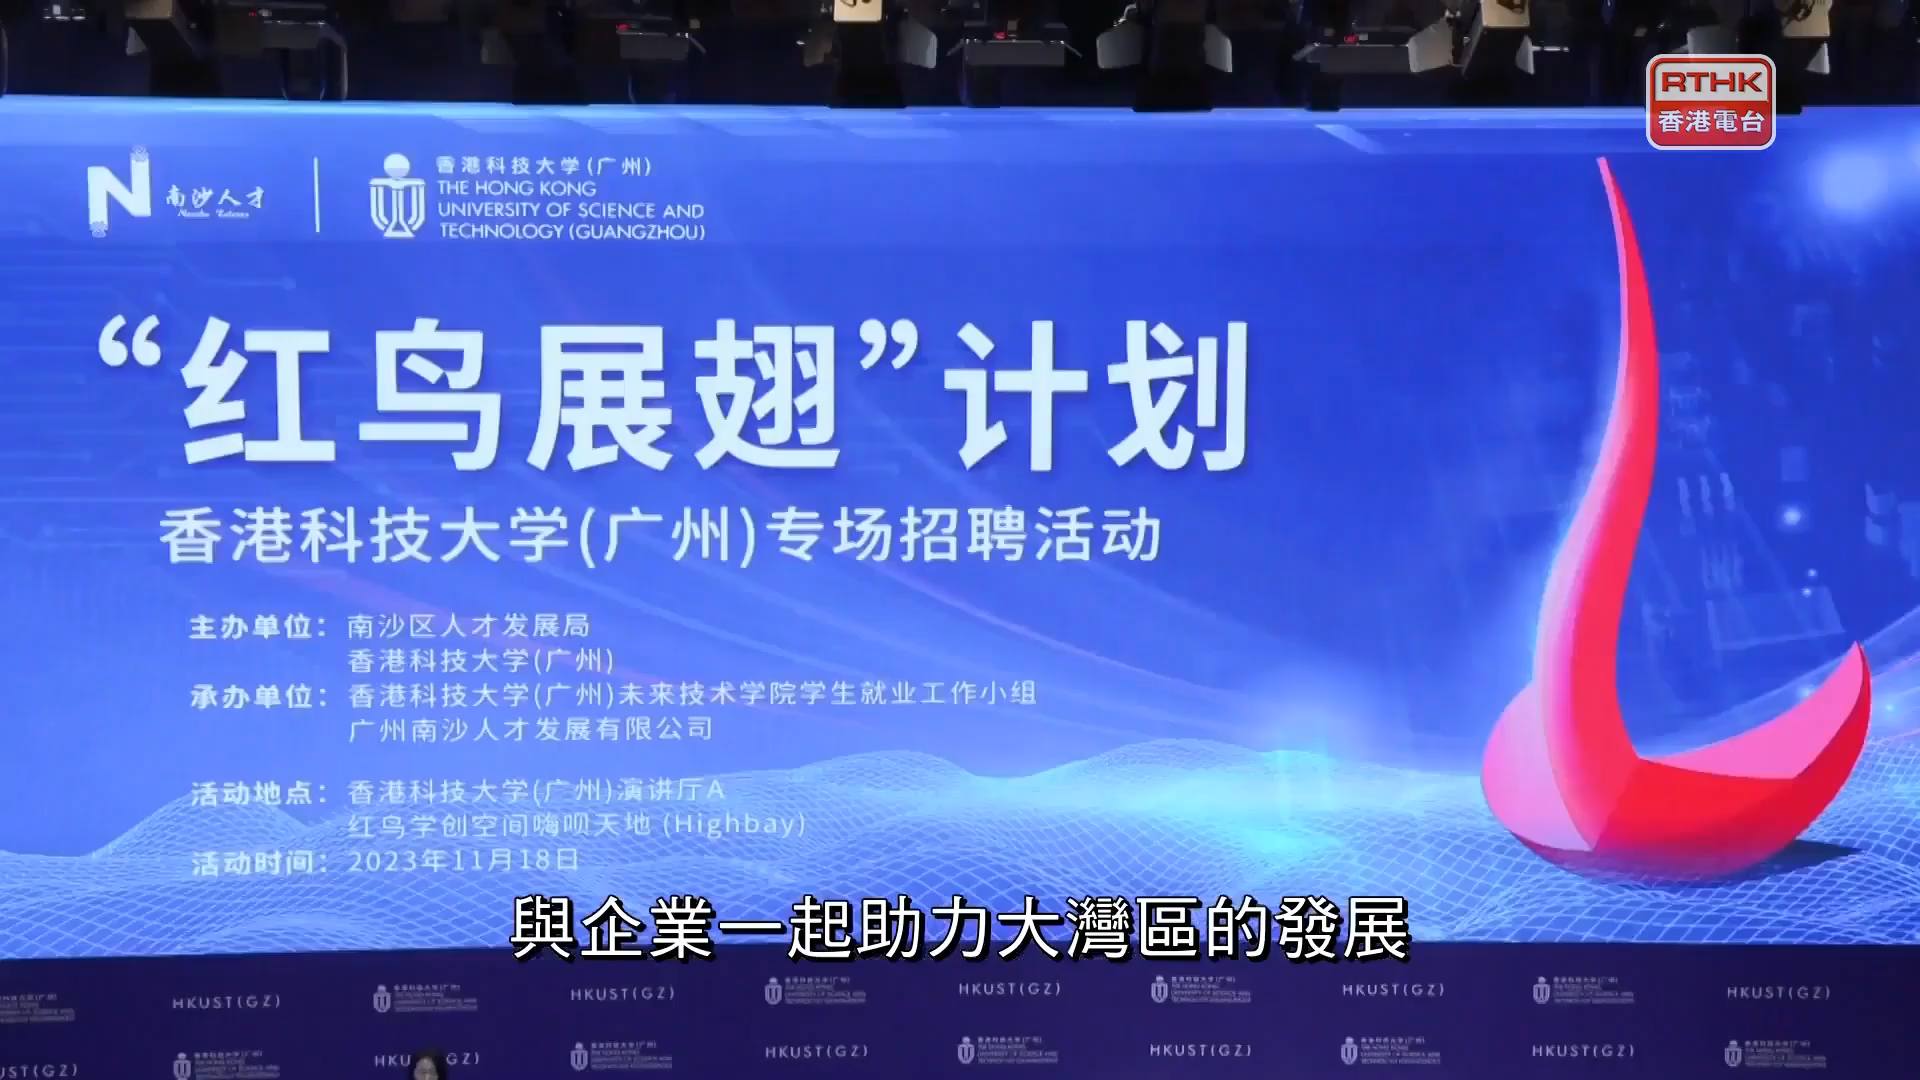 RTHK
香港電台
南沙人才
香港科技大学(广州)
THE HONG KONG
UNIVERSITY OF SCIENCE AND
TECHNOLOGY (GUANGZHOU)
“红鸟展翅”计划
香港科技大学(广州)专场招聘活动
主办单位：南沙区人才发展局
香港科技大学(广州)
承办单位：香港科技大学(广州)未来技术学院学生就业工作小组
广州南沙人才发展有限公司
活动地点：香港科技大学(广州)演讲厅A
红鸟学创空间嗨呗天地 (Highbay)
活动时间：2023年11月18日
與企業一起助力大灣區的發展
HKUST(GZ) HKUST(GZ) HKUST(GZ) HKUST(GZ) HKUST(GZ)
HKUST(GZ) HKUST(GZ) HKUST(GZ)